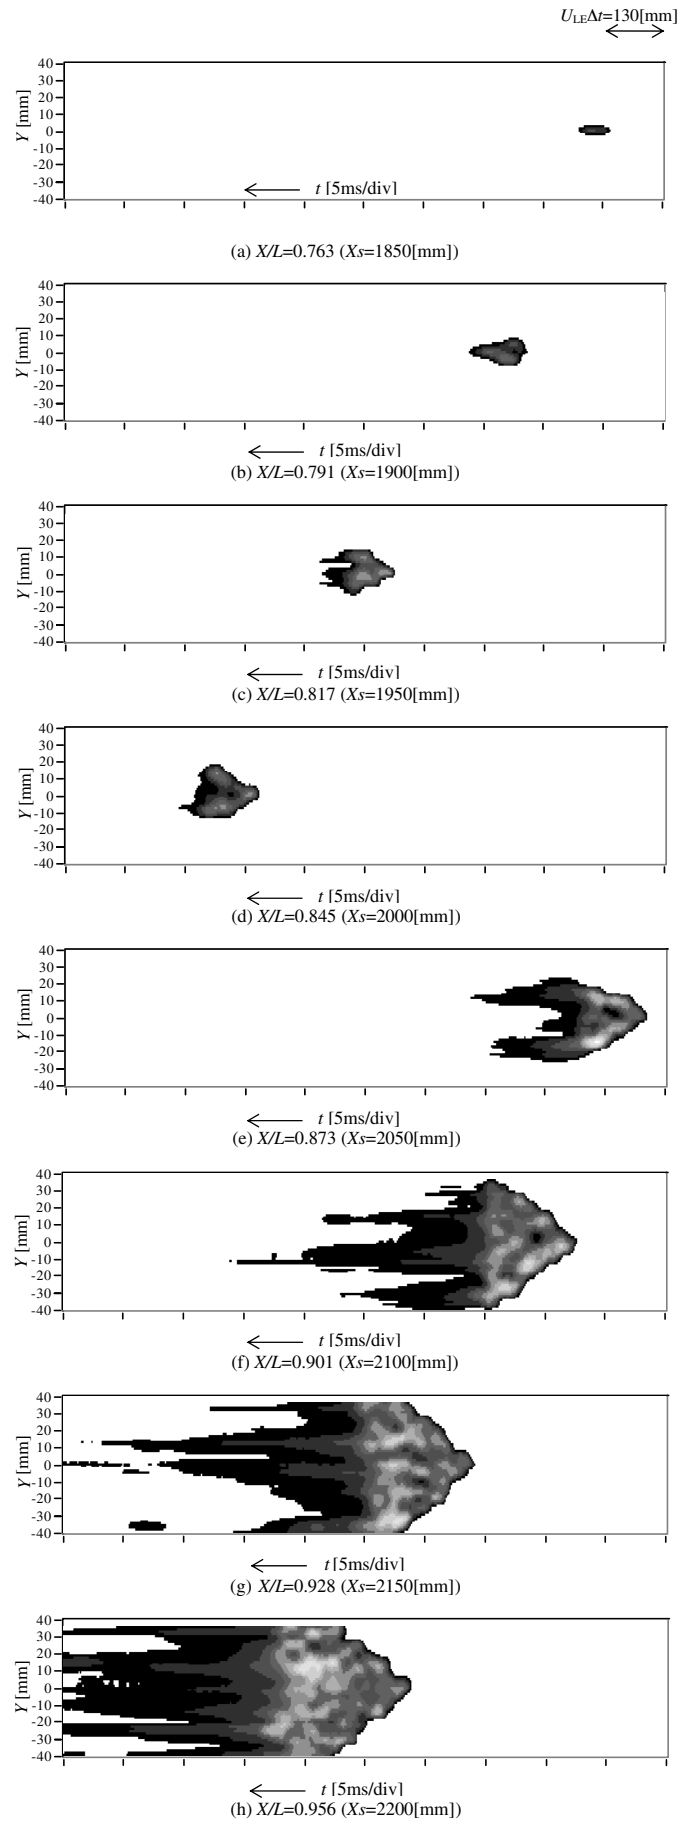 U_LEΔt=130[mm]
40
30
20
10
0
-10
20
-30
-40
Y [mm]
t [5ms/div]
(a) X/L=0.763 (Xs=1850[mm])
40
30
20
10
0
-10
20
-30
-40
Y [mm]
t [5ms/div]
(b) X/L=0.791 (Xs=1900[mm])
40
30
20
10
0
-10
-20
-30
-40
Y [mm]
t [5ms/div]
(c) X/L=0.817 (Xs=1950[mm])
40
30
20
10
0
-10
-20
-30
-40
Y [mm]
t [5ms/div]
(d) X/L=0.845 (Xs=2000[mm])
40
30
20
10
0
-10
-20
-30
-40
Y [mm]
t [5ms/div]
(e) X/L=0.873 (Xs=2050[mm])
40
30
20
10
0
-10
-20
-30
-40
Y [mm]
t [5ms/div]
(f) X/L=0.901 (Xs=2100[mm])
40
30
20
10
0
-10
-20
-30
-40
Y [mm]
t [5ms/div]
(g) X/L=0.928 (Xs=2150[mm])
40
30
20
10
0
-10
-20
-30
-40
Y [mm]
t [5ms/div]
(h) X/L=0.956 (Xs=2200[mm])